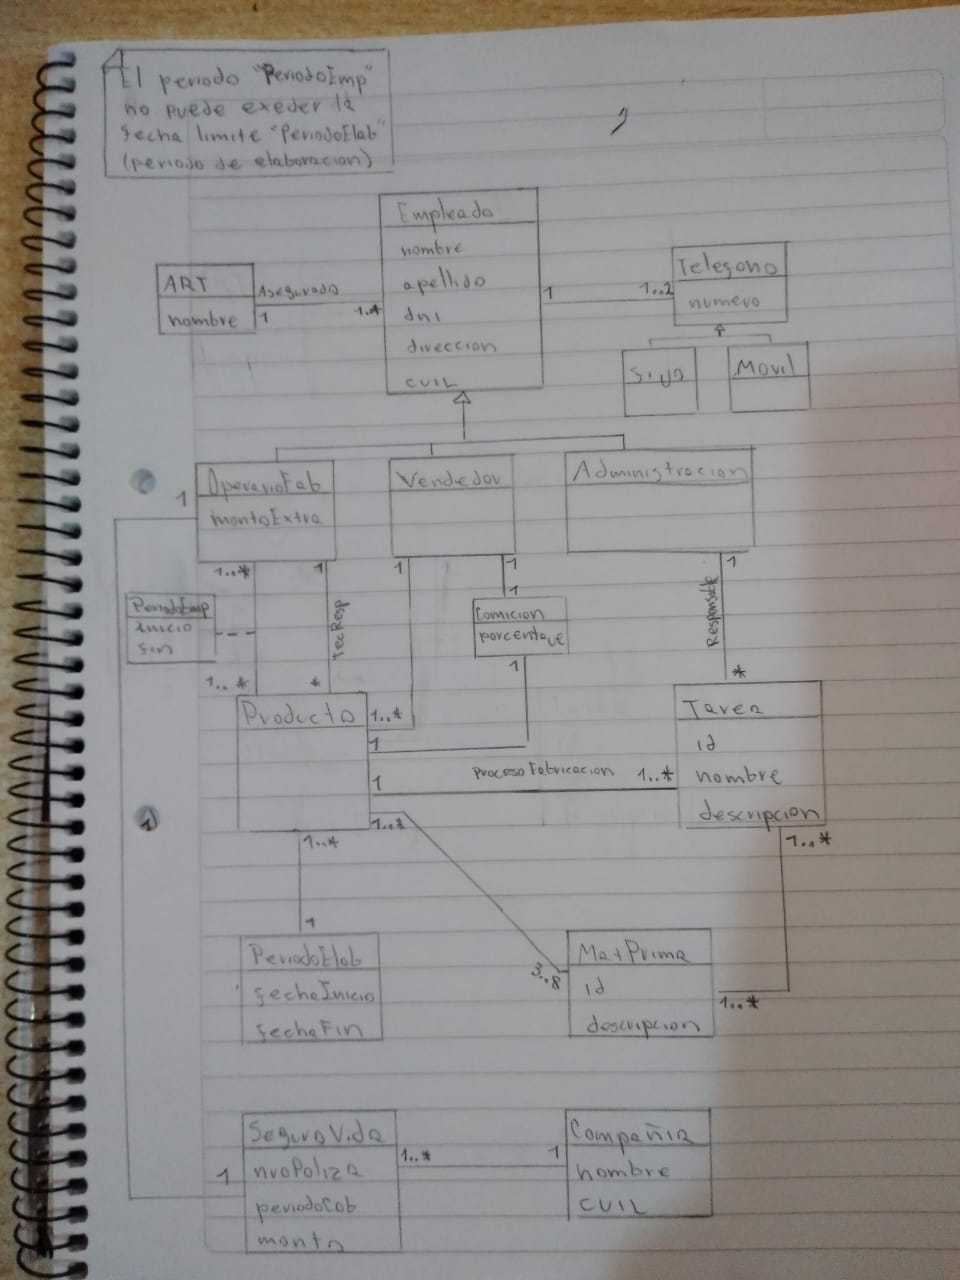 El periodo "PeriodoEmp"
no puede exeder la
fecha limite "PeriodoElab"
(periodo de elaboracion)
Empleado
nombre
apellido
dni
direccion
CUIL
ART
nombre
Asegurado
1
1..*
1
1..2
Telefono
numero
Fijo
Movil
OperarioFab
montoExtra
Vendedor
Administracion
1
1..*
1
1
1
1
PeriodoEmp
inicio
fin
TecResp
1
Comicion
porcentaje
Responsable
1..*
*
1
*
Producto
1..*
1
1
ProcesoFabricacion
1..*
Tarea
id
nombre
descripcion
1..*
1..*
1..*
1
PeriodoElab
fechaInicio
fechaFin
3..8
MatPrima
id
descripcion
1..*
SeguroVida
nroPoliza
periodoCob
monto
1
1..*
1
Compañia
nombre
CUIL